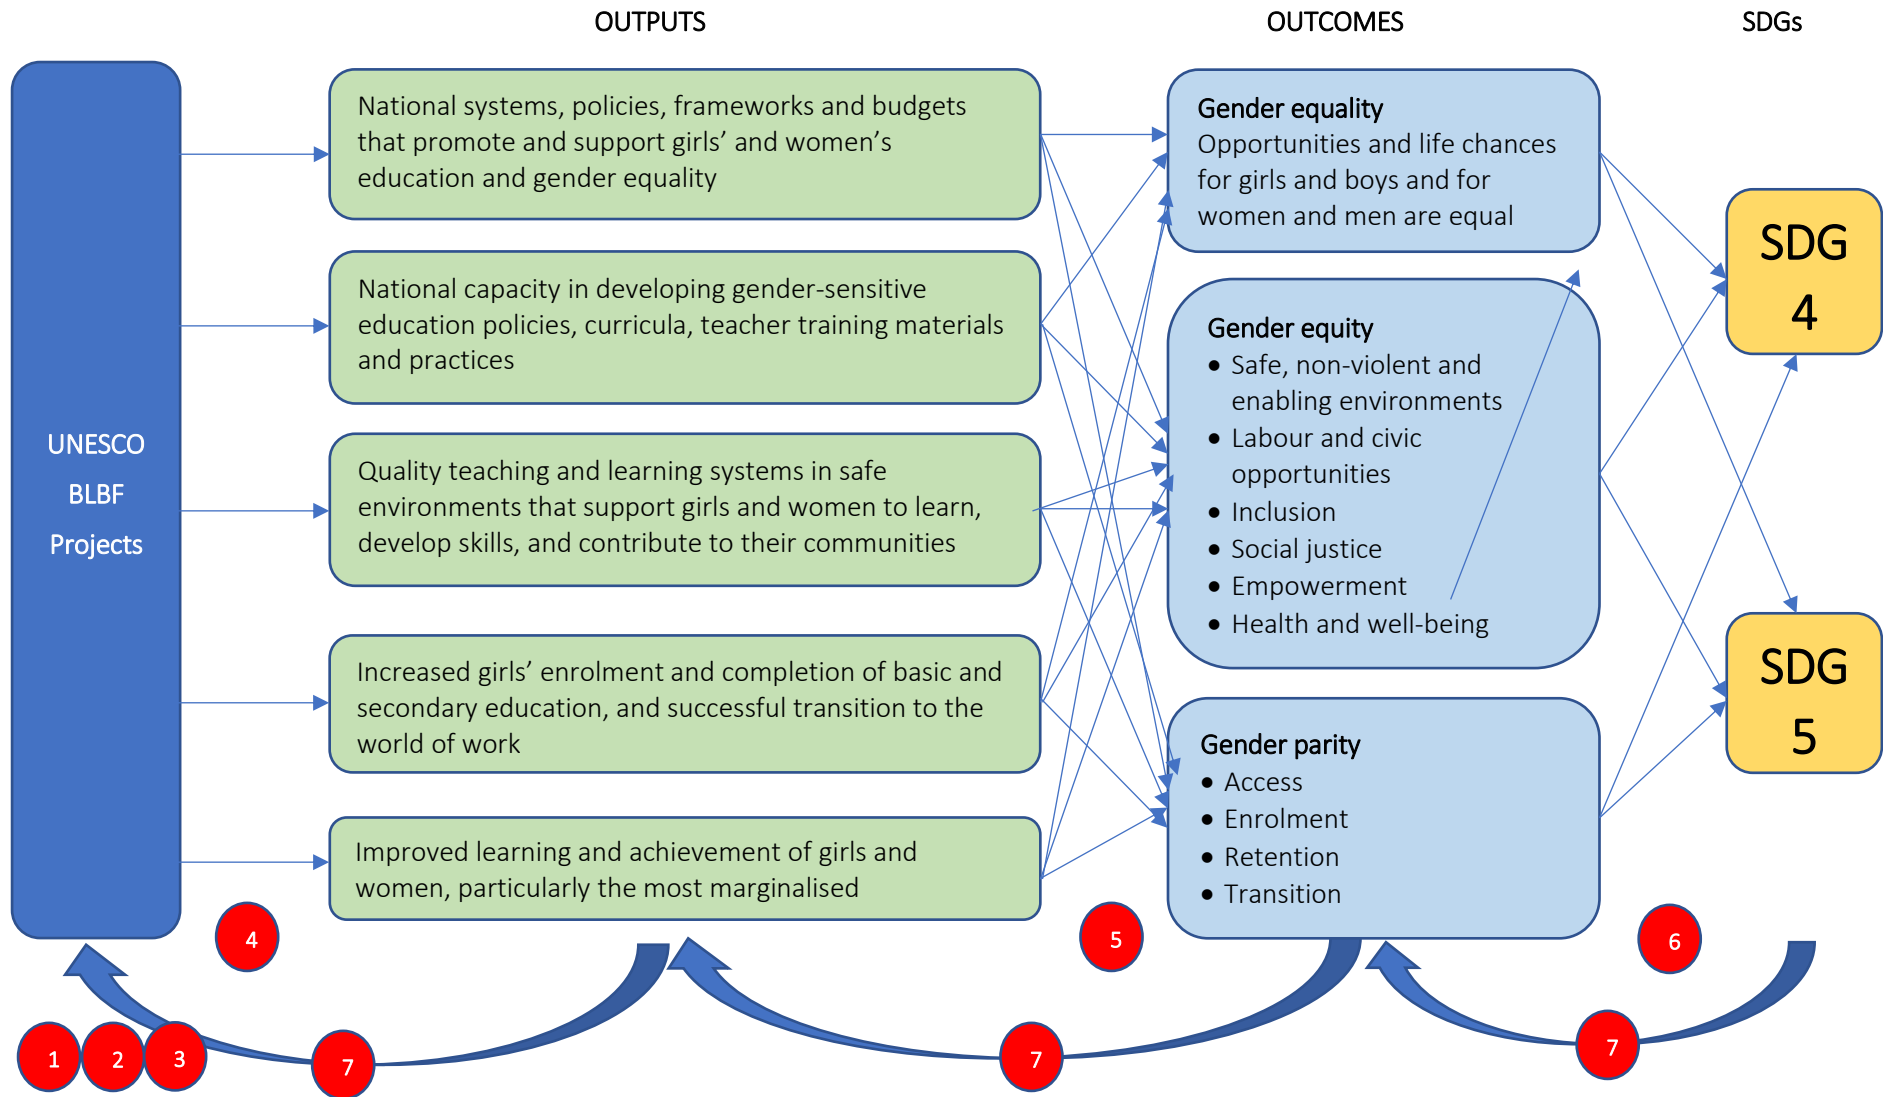 OUTPUTS
OUTCOMES
SDGs
UNESCO
BLBF
Projects
National systems, policies, frameworks and budgets
that promote and support girls’ and women’s
education and gender equality
National capacity in developing gender-sensitive
education policies, curricula, teacher training materials
and practices
Quality teaching and learning systems in safe
environments that support girls and women to learn,
develop skills, and contribute to their communities
Increased girls’ enrolment and completion of basic and
secondary education, and successful transition to the
world of work
Improved learning and achievement of girls and
women, particularly the most marginalised
Gender equality
Opportunities and life chances
for girls and boys and for
women and men are equal
Gender equity
• Safe, non-violent and
enabling environments
• Labour and civic
opportunities
• Inclusion
• Social justice
• Empowerment
• Health and well-being
Gender parity
• Access
• Enrolment
• Retention
• Transition
SDG
4
SDG
5
4
5
6
1
2
3
7
7
7